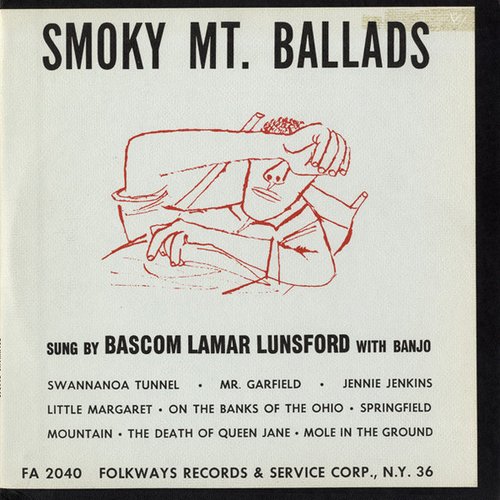 SMOKY MT. BALLADS
SUNG BY BASCOM LAMAR LUNSFORD WITH BANJO
SWANNANOA TUNNEL • MR. GARFIELD • JENNIE JENKINS
LITTLE MARGARET • ON THE BANKS OF THE OHIO • SPRINGFIELD
MOUNTAIN • THE DEATH OF QUEEN JANE • MOLE IN THE GROUND
FA 2040 FOLKWAYS RECORDS & SERVICE CORP., N.Y. 36